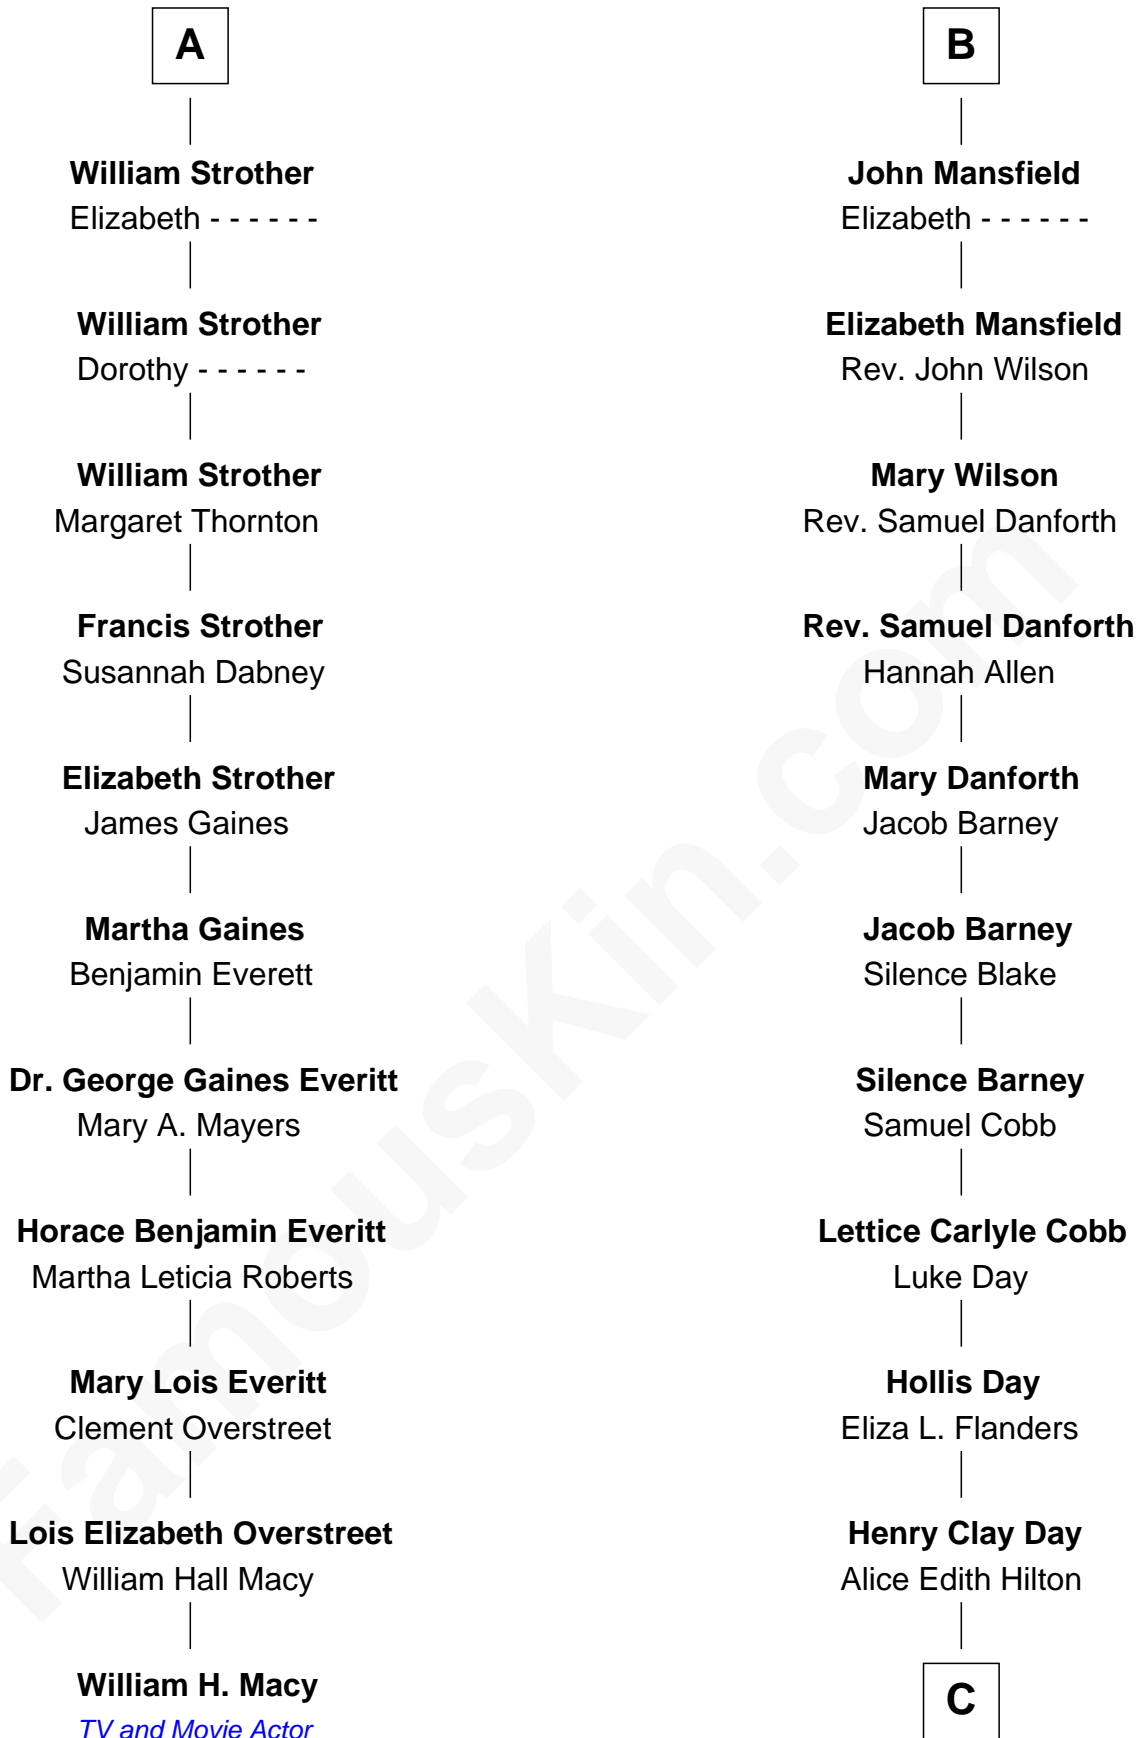 A
William Strother
Elizabeth - - - - - -
William Strother
Dorothy - - - - - -
William Strother
Margaret Thornton
Francis Strother
Susannah Dabney
Elizabeth Strother
James Gaines
Martha Gaines
Benjamin Everett
Dr. George Gaines Everitt
Mary A. Mayers
Horace Benjamin Everitt
Martha Leticia Roberts
Mary Lois Everitt
Clement Overstreet
Lois Elizabeth Overstreet
William Hall Macy
William H. Macy
TV and Movie Actor
B
John Mansfield
Elizabeth - - - - - -
Elizabeth Mansfield
Rev. John Wilson
Mary Wilson
Rev. Samuel Danforth
Rev. Samuel Danforth
Hannah Allen
Mary Danforth
Jacob Barney
Jacob Barney
Silence Blake
Silence Barney
Samuel Cobb
Lettice Carlyle Cobb
Luke Day
Hollis Day
Eliza L. Flanders
Henry Clay Day
Alice Edith Hilton
C
FamousKin.com